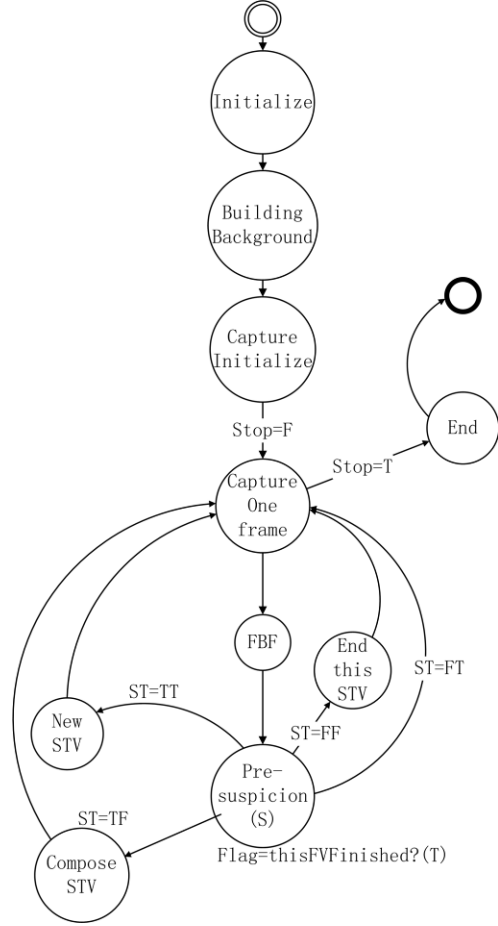 Initialize
Building
Background
Capture
Initialize
Stop=F
End
Stop=T
Capture
One
frame
FBF
End
this
STV
ST=FT
ST=TT
New
STV
ST=FF
Pre-
suspicion
(S)
ST=TF
Flag=thisFVFinished?(T)
Compose
STV